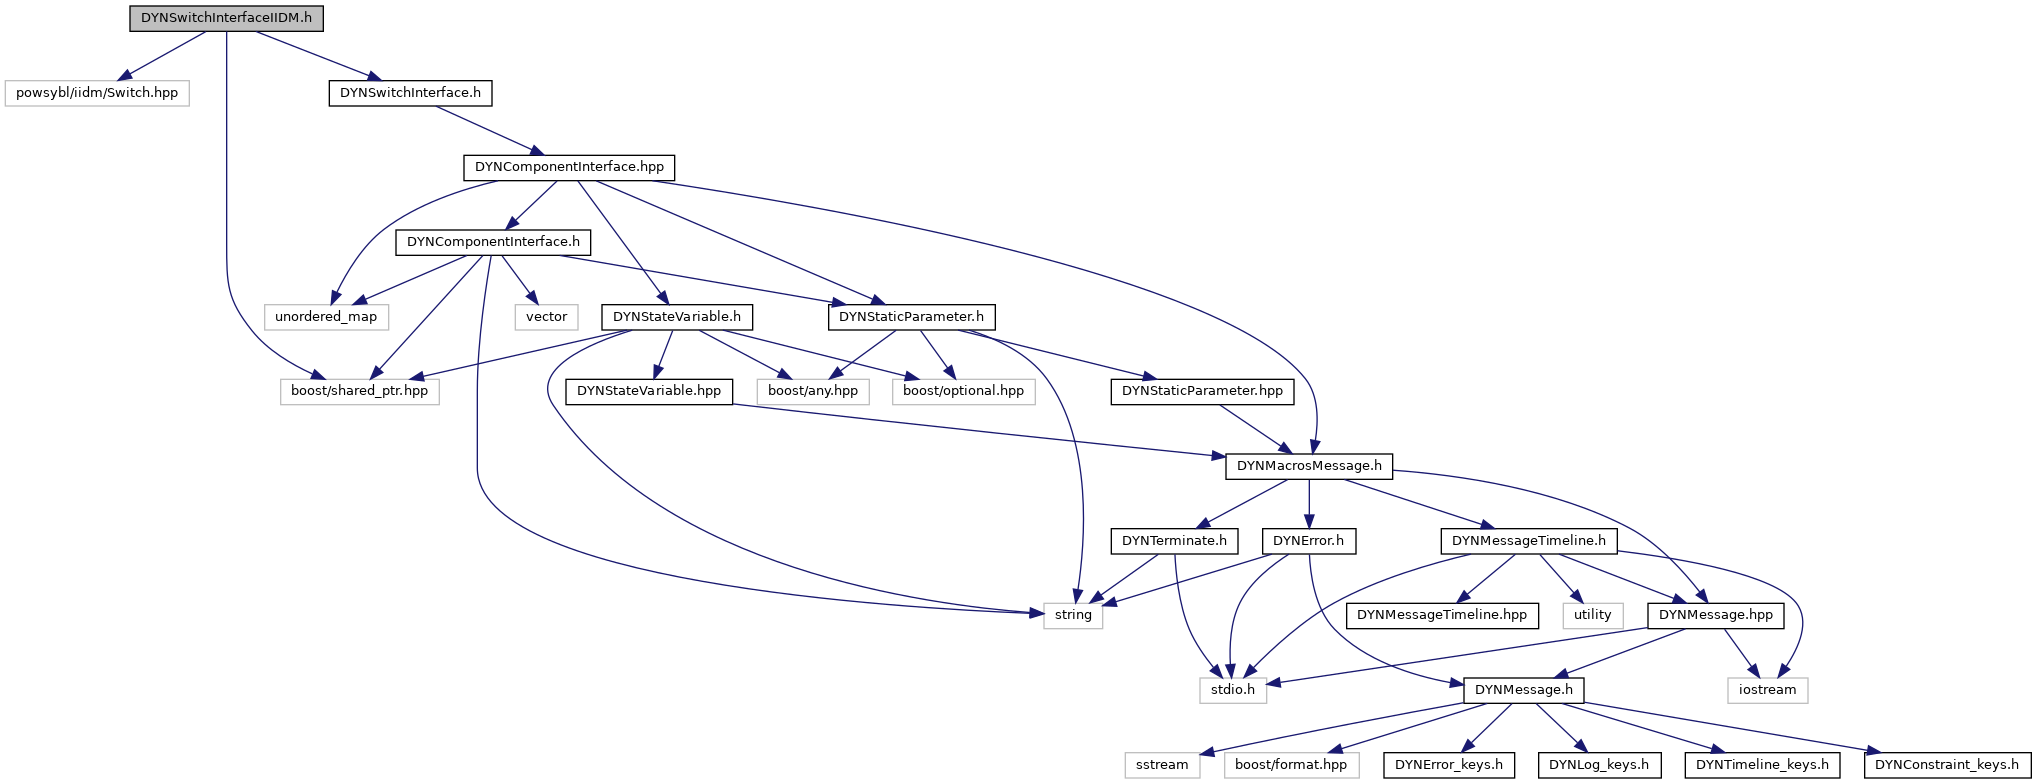 DYNSwitchInterfaceIIDM.h
powsybl/iidm/Switch.hpp
DYNSwitchInterface.h
DYNComponentInterface.hpp
DYNComponentInterface.h
unordered_map
vector
DYNStateVariable.h
DYNStaticParameter.h
boost/shared_ptr.hpp
DYNStateVariable.hpp
boost/any.hpp
boost/optional.hpp
DYNStaticParameter.hpp
DYNMacrosMessage.h
DYNTerminate.h
DYNError.h
DYNMessageTimeline.h
string
DYNMessageTimeline.hpp
utility
DYNMessage.hpp
stdio.h
DYNMessage.h
iostream
sstream
boost/format.hpp
DYNError_keys.h
DYNLog_keys.h
DYNTimeline_keys.h
DYNConstraint_keys.h